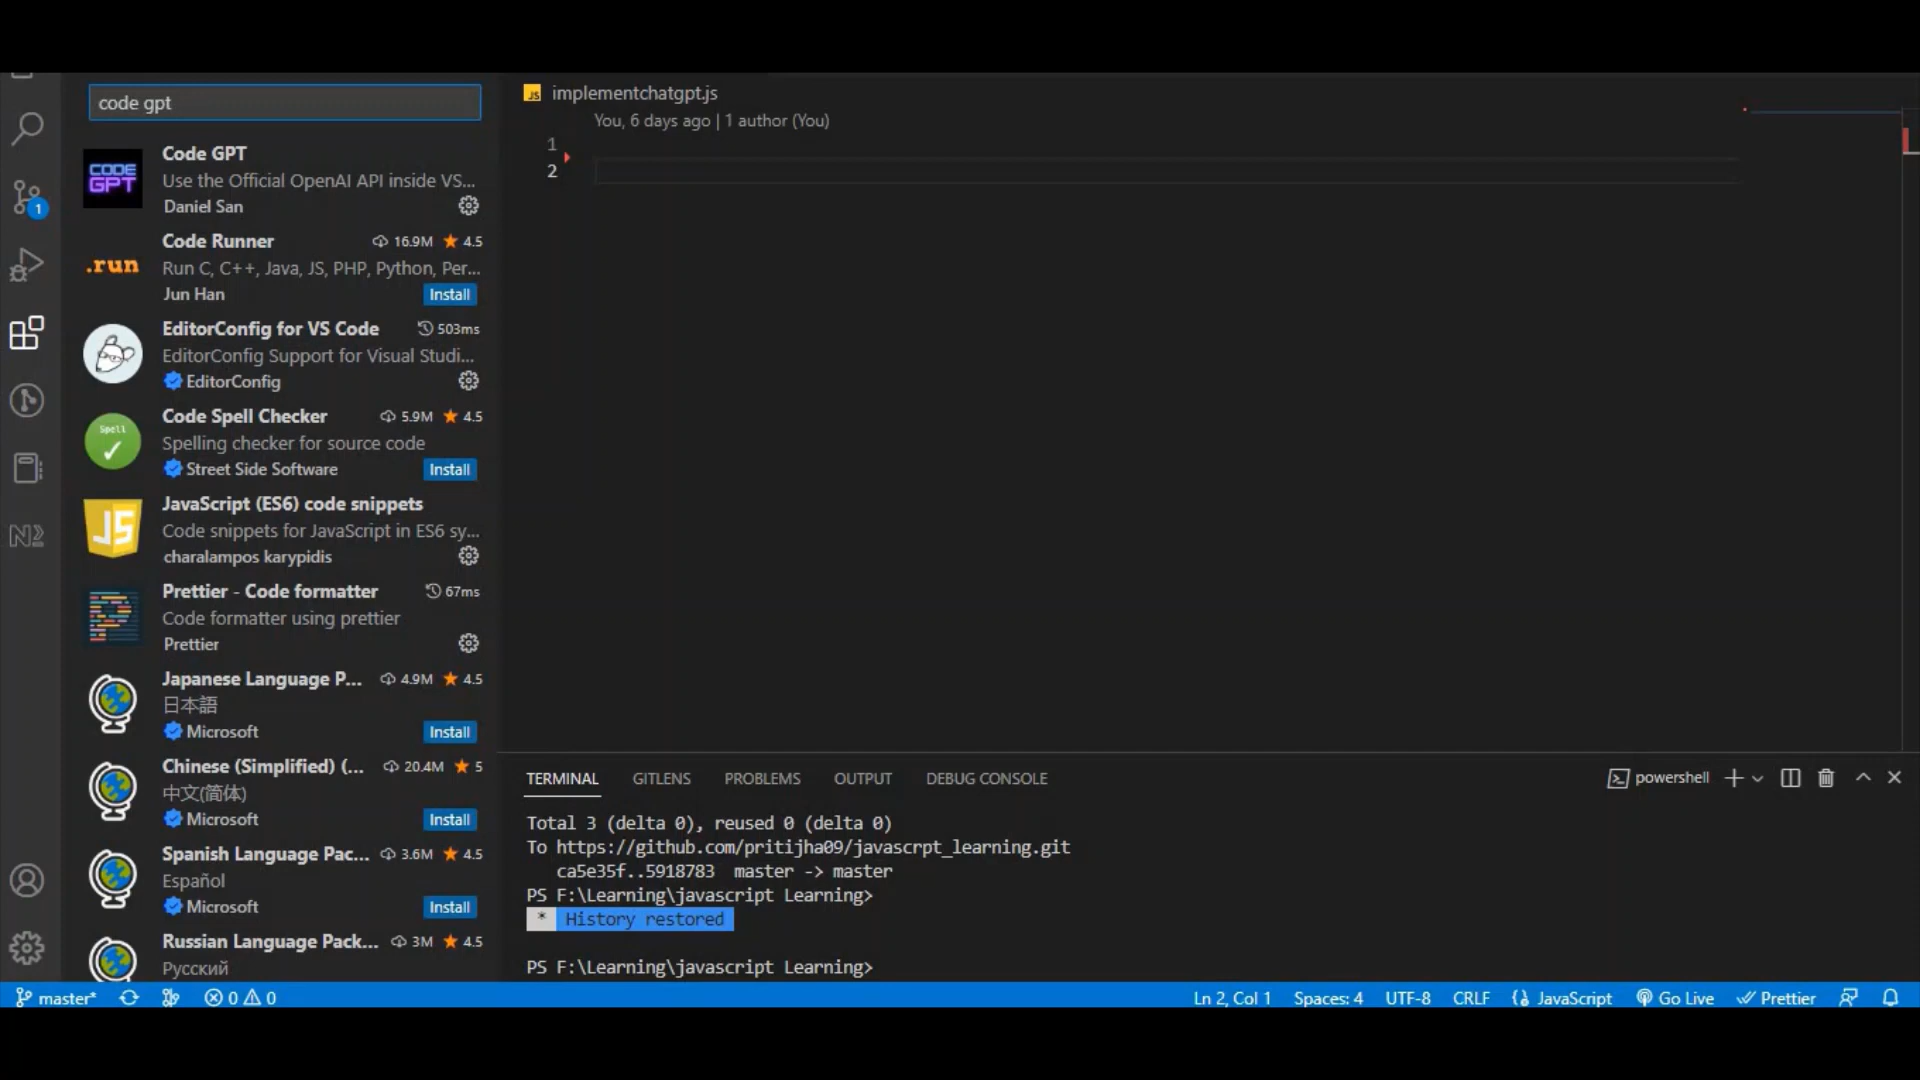 code gpt
CODE
GPT
Code GPT
Use the Official OpenAI API inside VS...
Daniel San
.run
Code Runner 16.9M ★ 4.5
Run C, C++, Java, JS, PHP, Python, Per...
Jun Han Install
EditorConfig for VS Code 503ms
EditorConfig Support for Visual Studi...
EditorConfig
Spell
Code Spell Checker 5.9M ★ 4.5
Spelling checker for source code
Street Side Software Install
JS
JavaScript (ES6) code snippets
Code snippets for JavaScript in ES6 sy...
charalampos karypidis
Prettier - Code formatter 67ms
Code formatter using prettier
Prettier
Japanese Language P... 4.9M ★ 4.5
日本語
Microsoft Install
Chinese (Simplified) (... 20.4M ★ 5
中文(简体)
Microsoft Install
Spanish Language Pac... 3.6M ★ 4.5
Español
Microsoft Install
Russian Language Pack... 3M ★ 4.5
Русский
1
JS implementchatgpt.js
You, 6 days ago | 1 author (You)
1
2
TERMINAL GITLENS PROBLEMS OUTPUT DEBUG CONSOLE powershell
Total 3 (delta 0), reused 0 (delta 0)
To https://github.com/pritijha09/javascrpt_learning.git
ca5e35f..5918783 master -> master
PS F:\Learning\javascript Learning>
* History restored
PS F:\Learning\javascript Learning>
master* 0 0 Ln 2, Col 1 Spaces: 4 UTF-8 CRLF JavaScript Go Live Prettier